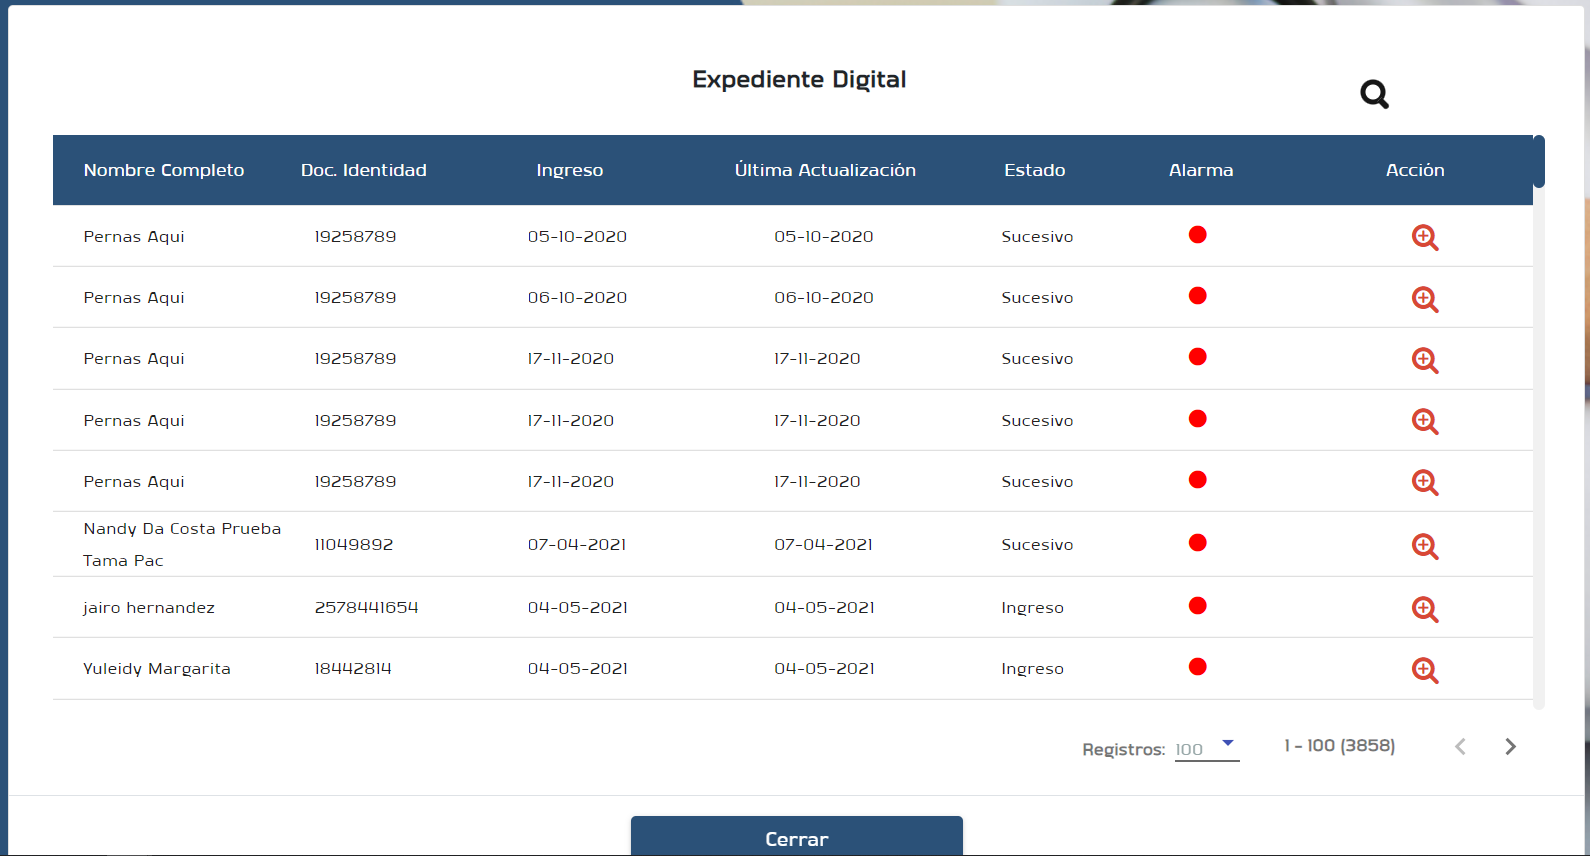 Expediente Digital
Nombre Completo Doc. Identidad Ingreso Última Actualización Estado Alarma Acción
Pernas Aqui 19258789 05-10-2020 05-10-2020 Sucesivo
Pernas Aqui 19258789 06-10-2020 06-10-2020 Sucesivo
Pernas Aqui 19258789 17-11-2020 17-11-2020 Sucesivo
Pernas Aqui 19258789 17-11-2020 17-11-2020 Sucesivo
Pernas Aqui 19258789 17-11-2020 17-11-2020 Sucesivo
Nandy Da Costa Prueba
Tama Pac 11049892 07-04-2021 07-04-2021 Sucesivo
jairo hernandez 2578441654 04-05-2021 04-05-2021 Ingreso
Yuleidy Margarita 18442814 04-05-2021 04-05-2021 Ingreso
Registros: 100 1 - 100 (3858)
Cerrar